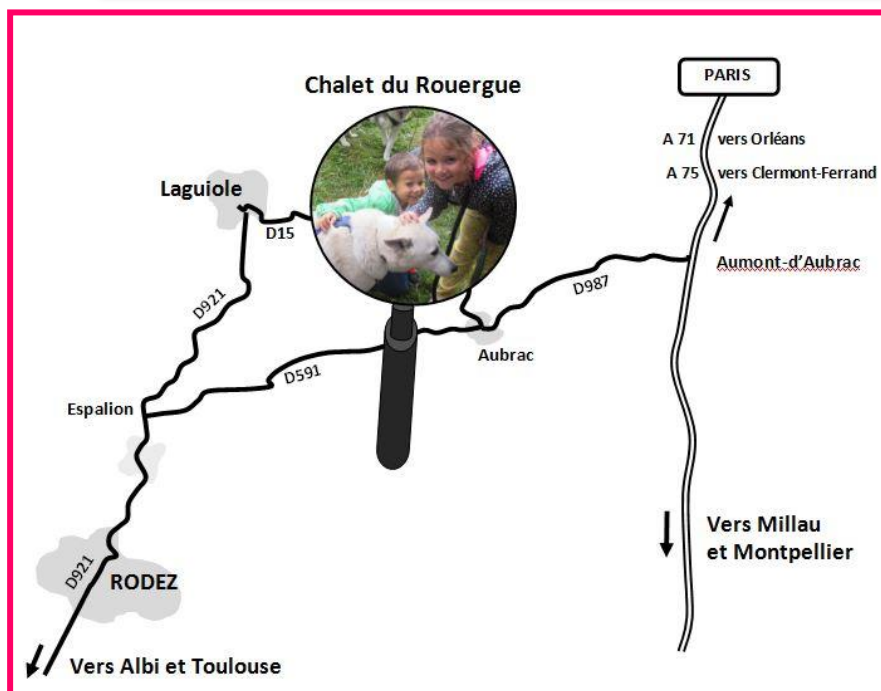 PARIS
Chalet du Rouergue
A 71 vers Orléans
A 75 vers Clermont-Ferrand
Laguiole
D15
Aumont-d’Aubrac
D987
D921
Aubrac
D591
Espalion
Vers Millau
et Montpellier
D921
RODEZ
Vers Albi et Toulouse